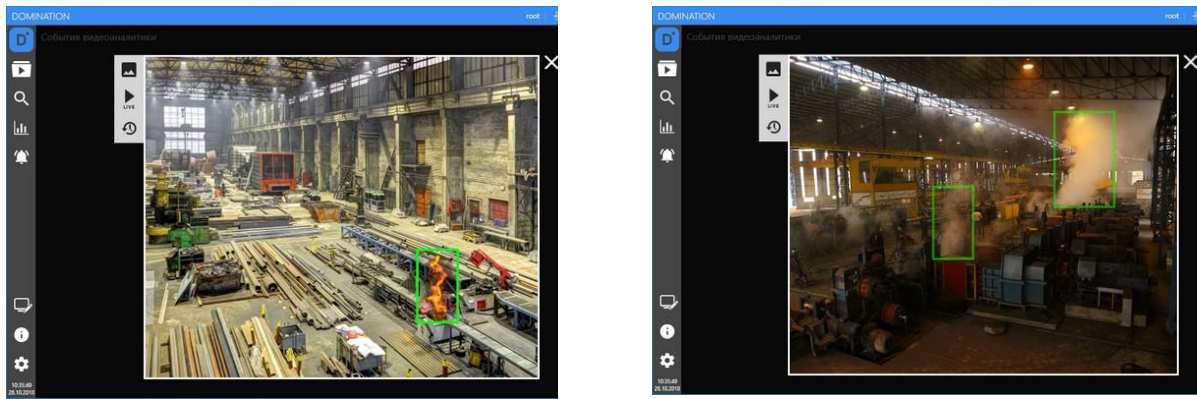 DOMINATION
root
D+
События видеоаналитики
LIVE
10:35:49
26.10.2018
DOMINATION
root
D+
События видеоаналитики
LIVE
10:35:49
26.10.2018